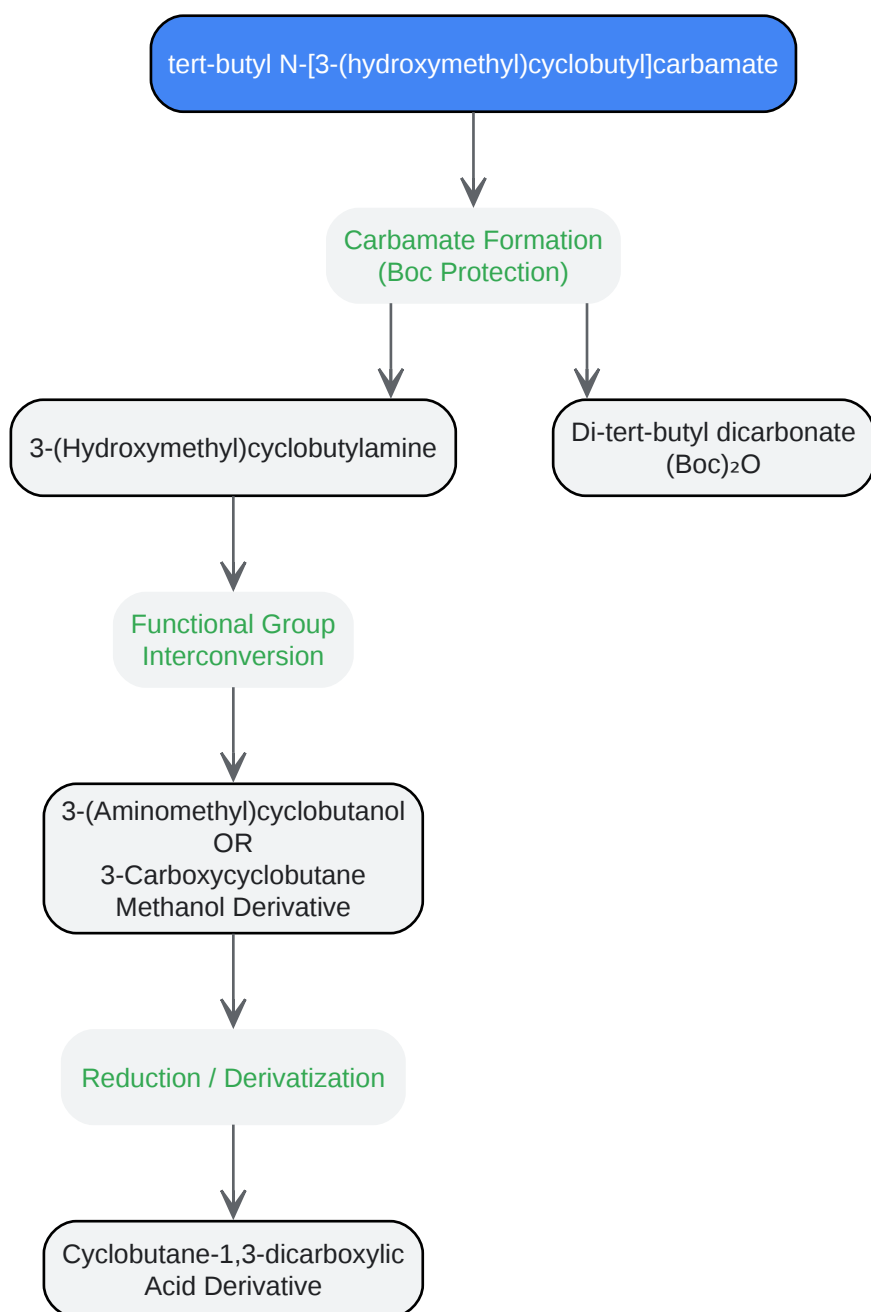 tert-butyl N-[3-(hydroxymethyl)cyclobutyl]carbamate
Carbamate Formation
(Boc Protection)
3-(Hydroxymethyl)cyclobutylamine
Di-tert-butyl dicarbonate
(Boc)₂O
Functional Group
Interconversion
3-(Aminomethyl)cyclobutanol
OR
3-Carboxycyclobutane
Methanol Derivative
Reduction / Derivatization
Cyclobutane-1,3-dicarboxylic
Acid Derivative